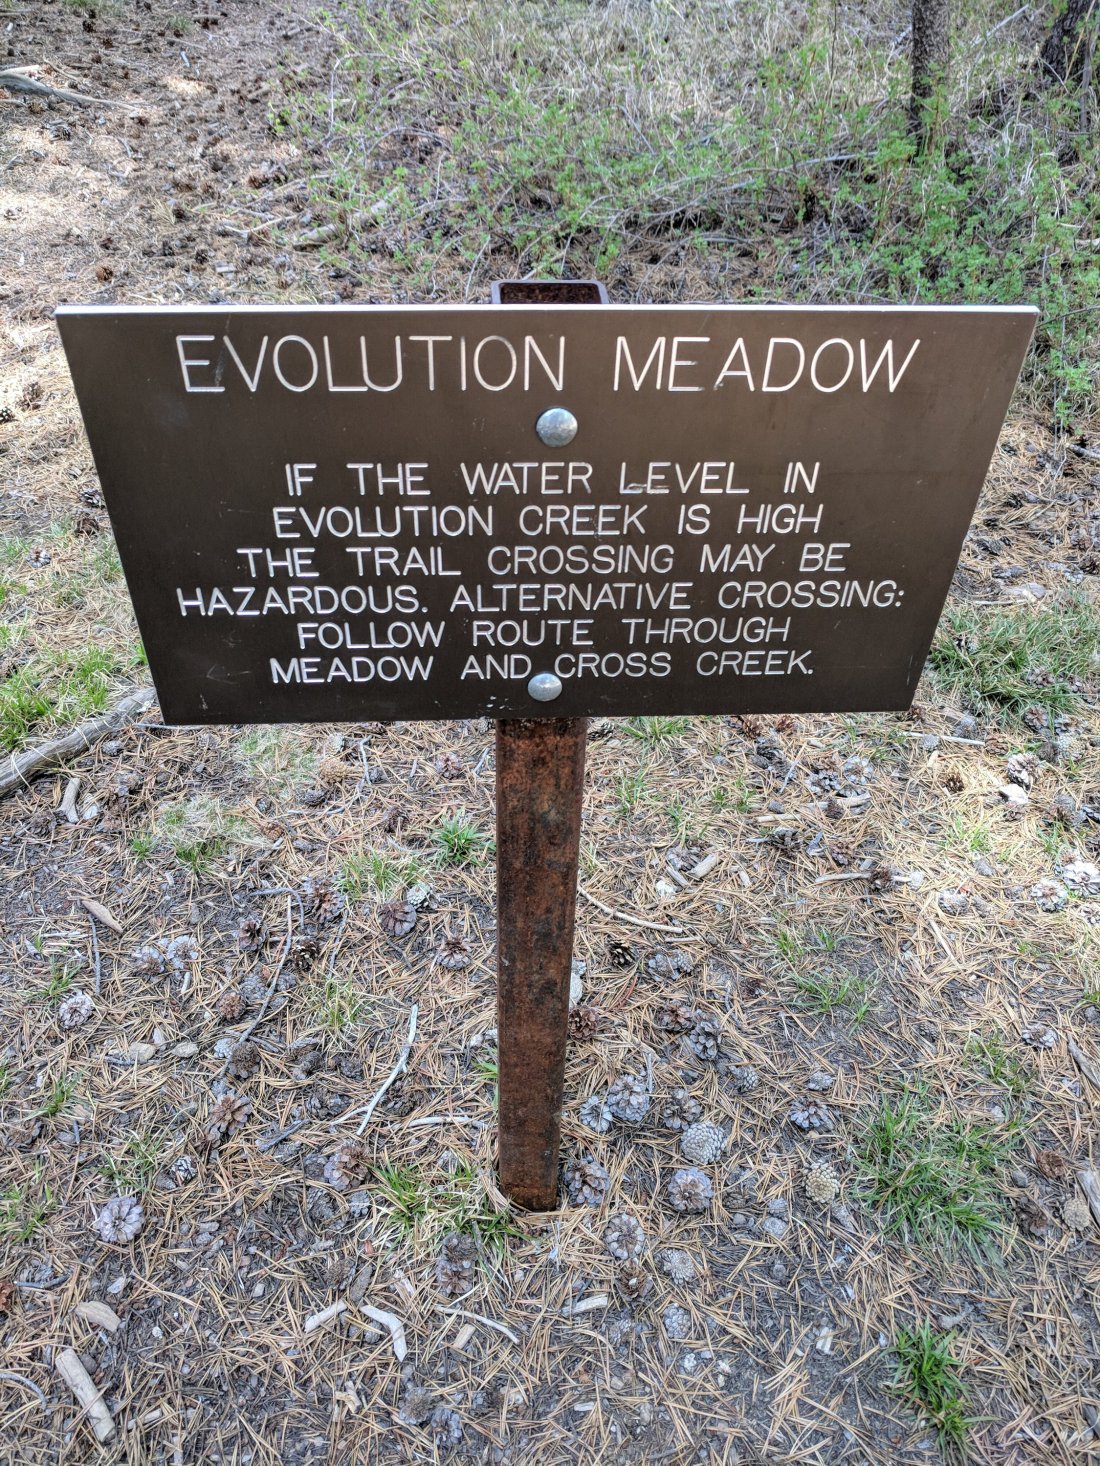 EVOLUTION MEADOW
IF THE WATER LEVEL IN
EVOLUTION CREEK IS HIGH
THE TRAIL CROSSING MAY BE
HAZARDOUS. ALTERNATIVE CROSSING:
FOLLOW ROUTE THROUGH
MEADOW AND CROSS CREEK.